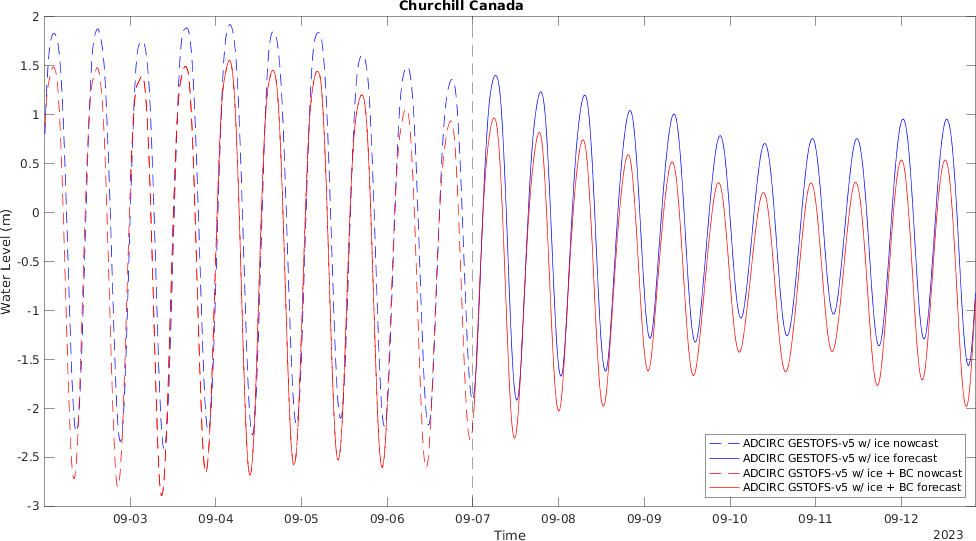 Churchill Canada
2
1.5
1
0.5
0
-0.5
-1
-1.5
-2
-2.5
-3
Water Level (m)
ADCIRC GESTOFS-v5 w/ ice nowcast
ADCIRC GESTOFS-v5 w/ ice forecast
ADCIRC GSTOFS-v5 w/ ice + BC nowcast
ADCIRC GSTOFS-v5 w/ ice + BC forecast
09-03 09-04 09-05 09-06 09-07 09-08 09-09 09-10 09-11 09-12
Time
2023